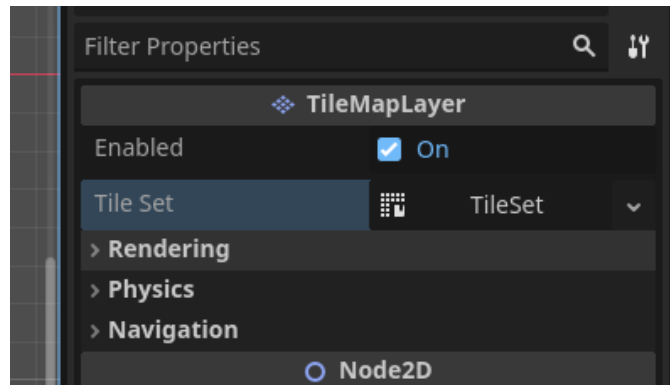 Filter Properties
TileMapLayer
Enabled On
Tile Set TileSet
Rendering
Physics
Navigation
Node2D